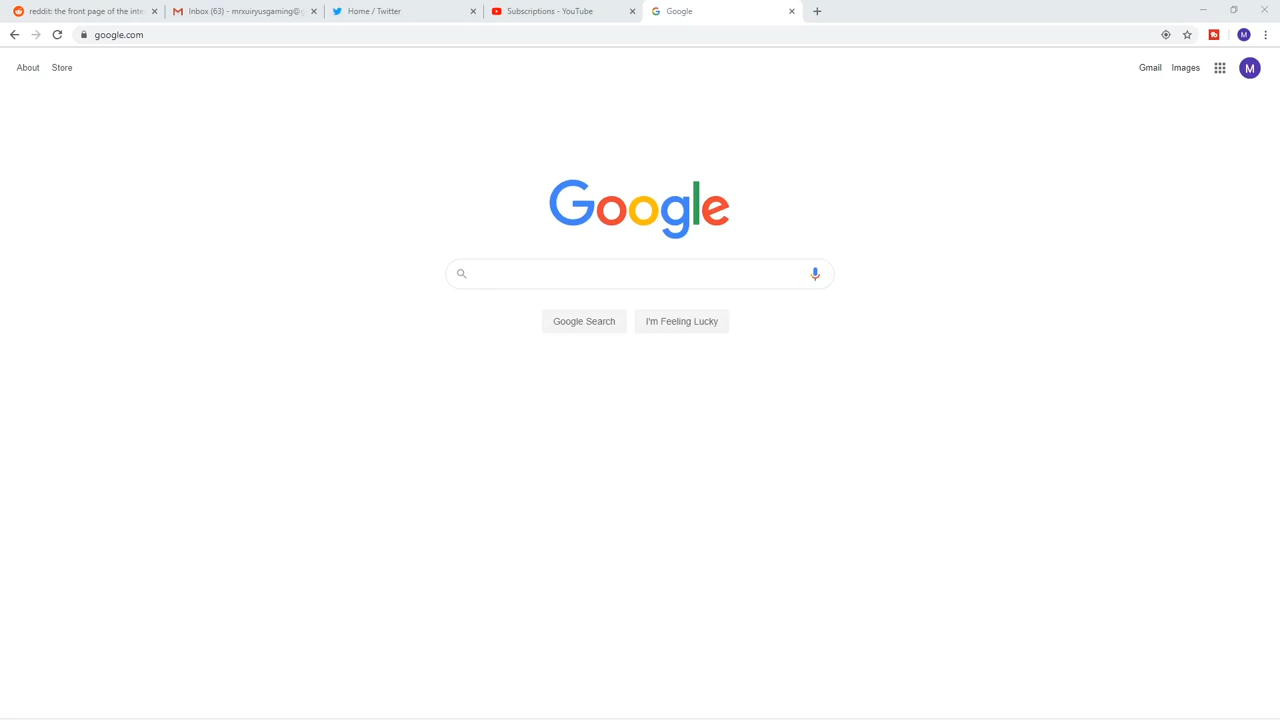 reddit: the front page of the inte
Inbox (63) - mrxuiryusgaming@g
Home / Twitter
Subscriptions - YouTube
Google
google.com
M
About
Store
Gmail
Images
M
Google
Google Search
I'm Feeling Lucky